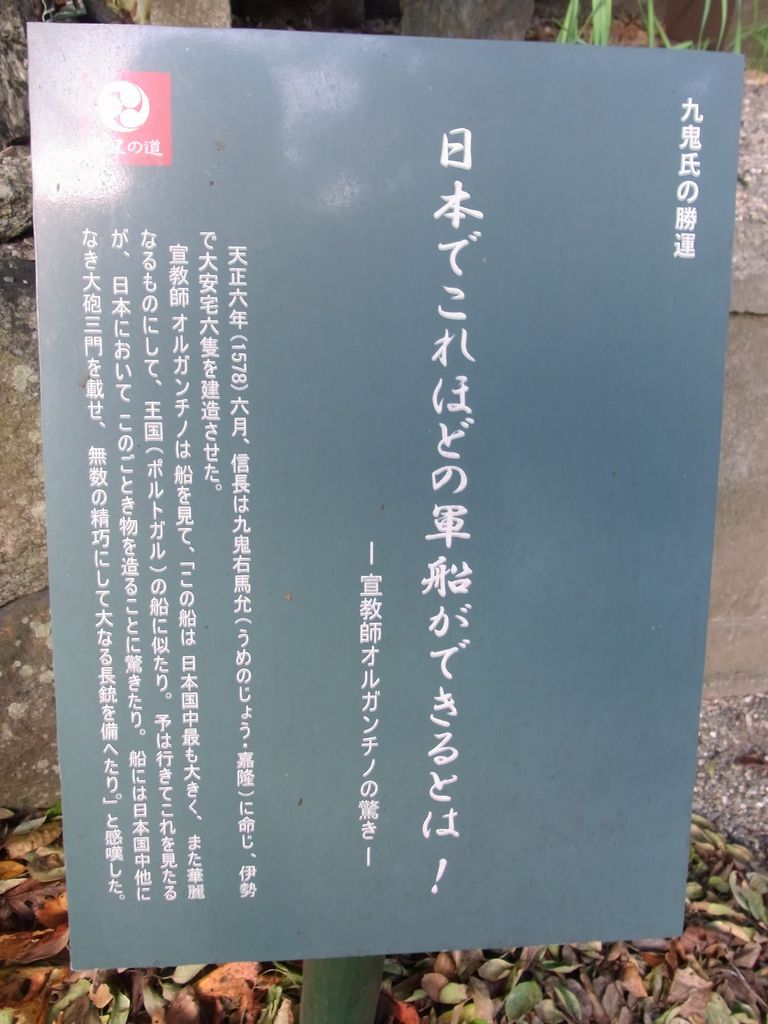 九鬼氏の勝運
日本でこれほどの軍船ができるとは!
ー宣教師オルガンチノの驚きー
天正六年(1578)六月、信長は九鬼右馬允(うめのじょう・嘉隆)に命じ、伊勢
で大安宅六隻を建造させた。
宣教師 オルガンチノは 船を見て、「この船は 日本国中最も大きく、また華麗
なるものにして、王国(ポルトガル)の船に似たり。 予は行きてこれを見たる
が、日本において このごとき物を造ることに驚きたり。 船には日本国中他に
なき大砲三門を載せ、無数の精巧にして大なる長銃を備へたり。」と感嘆した。
の道